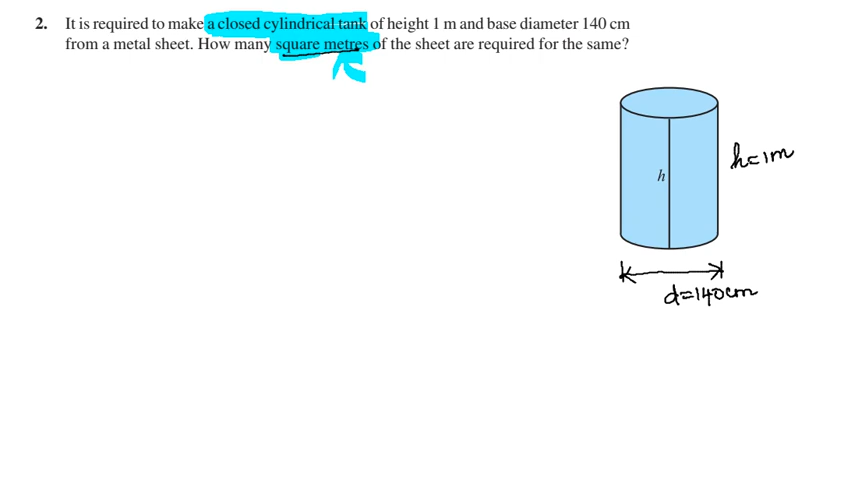 2. It is required to make a closed cylindrical tank of height 1 m and base diameter 140 cm
from a metal sheet. How many square metres of the sheet are required for the same?
h=1m
h
d=140cm